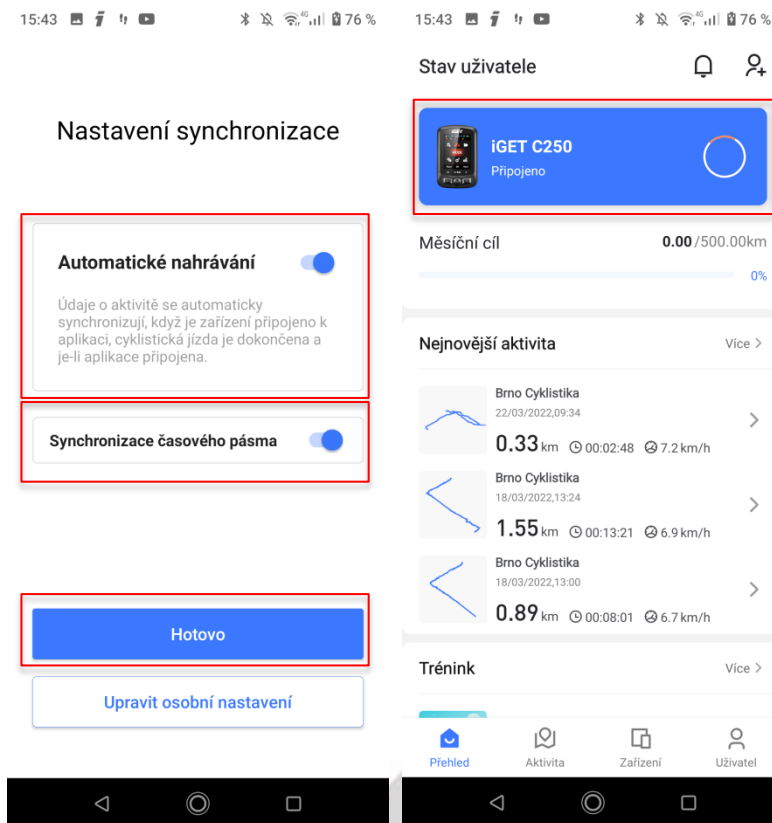 15:43
76 %
Nastavení synchronizace
Automatické nahrávání
Údaje o aktivitě se automaticky
synchronizují, když je zařízení připojeno k
aplikaci, cyklistická jízda je dokončena a
je-li aplikace připojena.
Synchronizace časového pásma
Hotovo
Upravit osobní nastavení
15:43
4G
76 %
Stav uživatele
iGET C250
Připojeno
Měsíční cíl
0.00/500.00km
0%
Nejnovější aktivita
Více >
Brno Cyklistika
22/03/2022,09:34
0.33 km 00:02:48 7.2 km/h
Brno Cyklistika
18/03/2022,13:24
1.55 km 00:13:21 6.9 km/h
Brno Cyklistika
18/03/2022,13:00
0.89 km 00:08:01 6.7 km/h
Trénink
Více >
Přehled
Aktivita
Zařízení
Uživatel